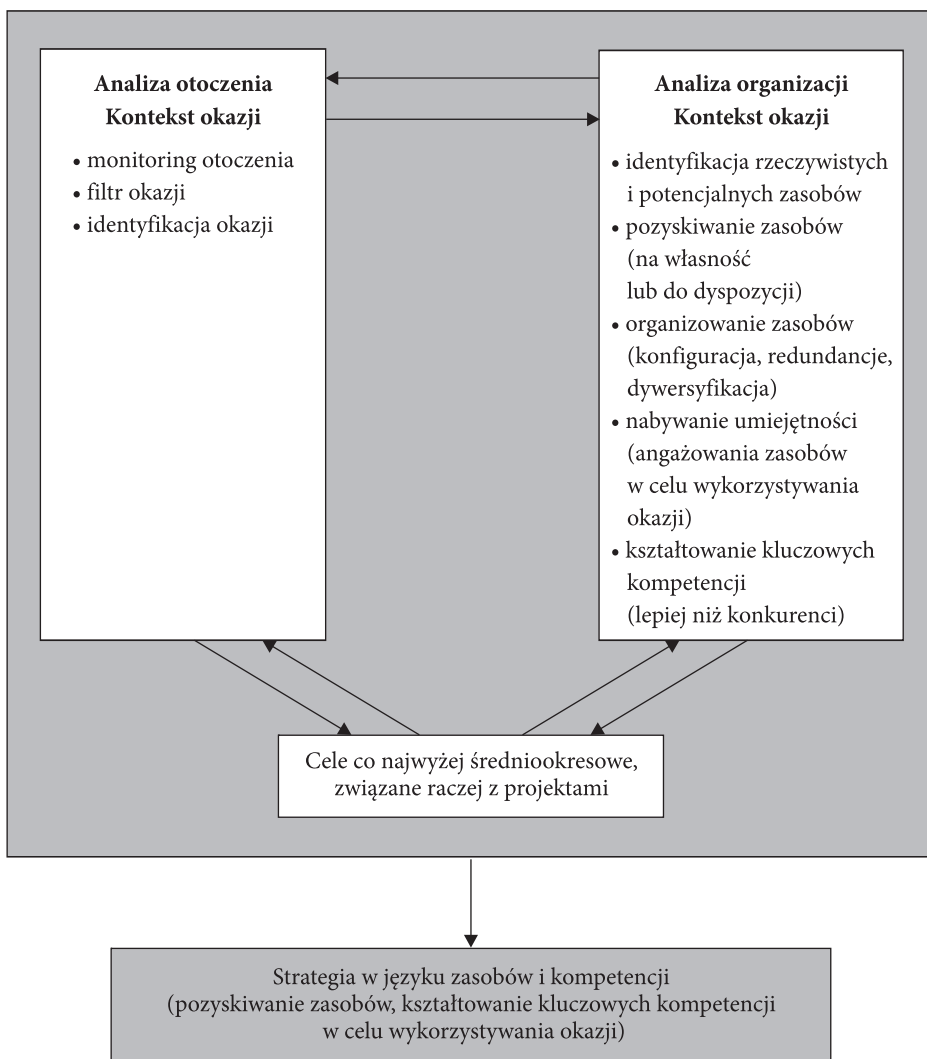 Analiza otoczenia
Kontekst okazji
• monitoring otoczenia
• filtr okazji
• identyfikacja okazji
Analiza organizacji
Kontekst okazji
• identyfikacja rzeczywistych
i potencjalnych zasobów
• pozyskiwanie zasobów
(na własność
lub do dyspozycji)
• organizowanie zasobów
(konfiguracja, redundancje,
dywersyfikacja)
• nabywanie umiejętności
(angażowania zasobów
w celu wykorzystywania
okazji)
• kształtowanie kluczowych
kompetencji
(lepiej niż konkurenci)
Cele co najwyżej średniookresowe,
związane raczej z projektami
Strategia w języku zasobów i kompetencji
(pozyskiwanie zasobów, kształtowanie kluczowych kompetencji
w celu wykorzystywania okazji)